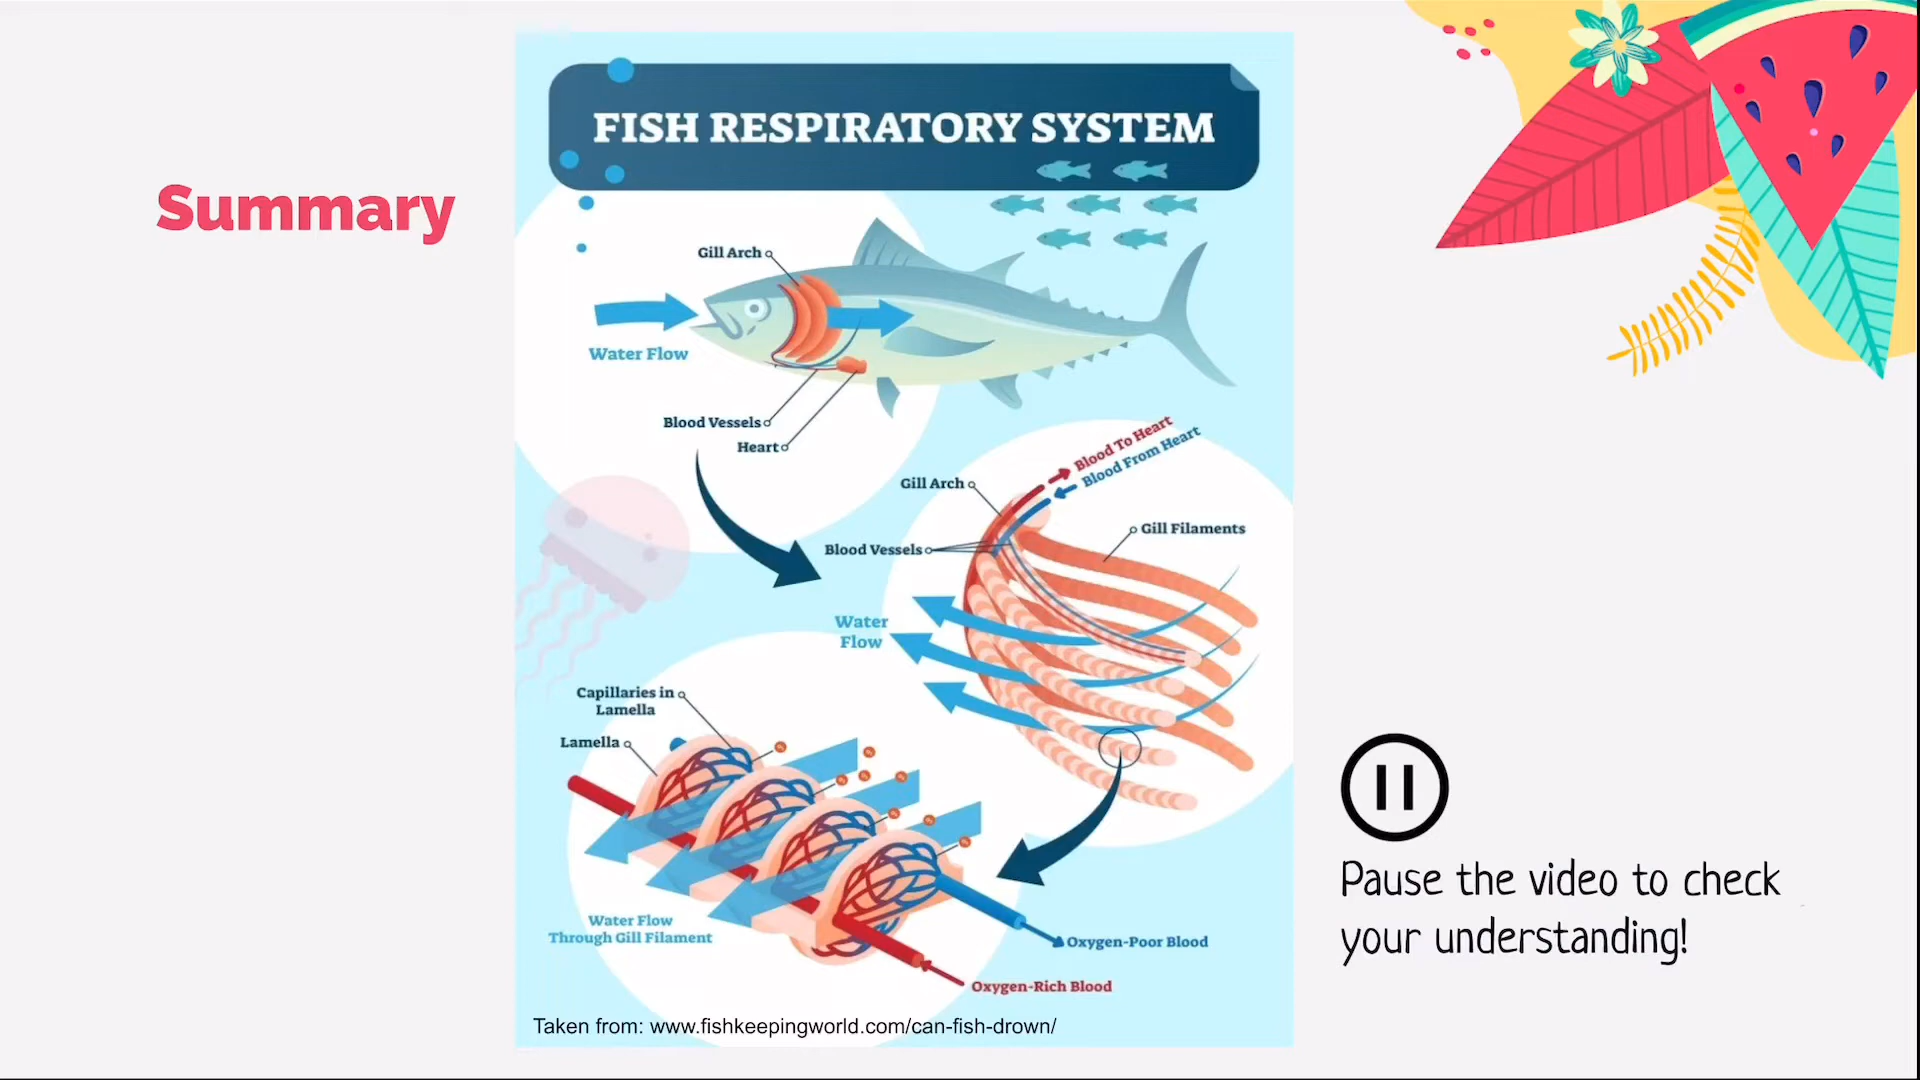 Summary
FISH RESPIRATORY SYSTEM
Gill Arch
Water Flow
Blood Vessels
Heart
Blood To Heart
Blood From Heart
Gill Arch
Gill Filaments
Blood Vessels
Water
Flow
Capillaries in
Lamella
Lamella
Water Flow
Through Gill Filament
Oxygen-Poor Blood
Oxygen-Rich Blood
Taken from: www.fishkeepingworld.com/can-fish-drown/
Pause the video to check
your understanding!